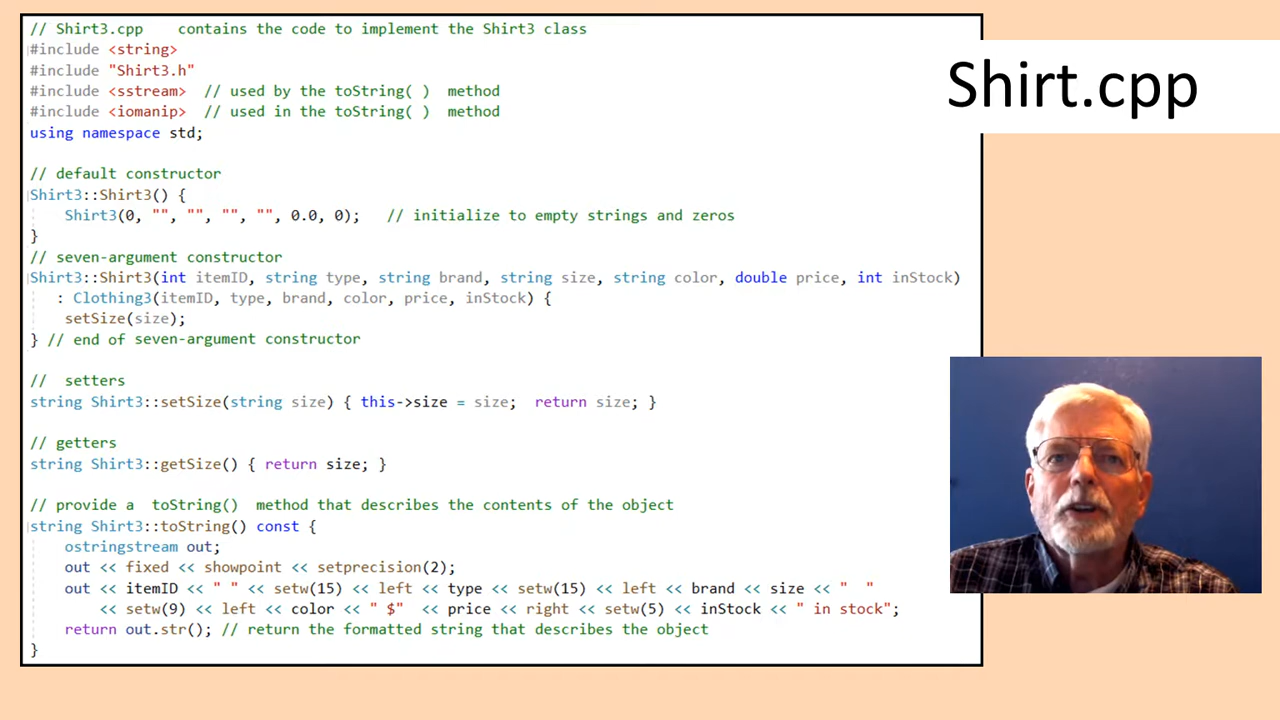 // Shirt3.cpp    contains the code to implement the Shirt3 class
#include <string>
#include "Shirt3.h"
#include <sstream>  // used by the toString( )  method
#include <iomanip>  // used in the toString( )  method
using namespace std;
Shirt.cpp
// default constructor
Shirt3::Shirt3() {
    Shirt3(0, "", "", "", "", 0.0, 0);   // initialize to empty strings and zeros
}
// seven-argument constructor
Shirt3::Shirt3(int itemID, string type, string brand, string size, string color, double price, int inStock)
   : Clothing3(itemID, type, brand, color, price, inStock) {
    setSize(size);
} // end of seven-argument constructor
//  setters
string Shirt3::setSize(string size) { this->size = size;  return size; }
// getters
string Shirt3::getSize() { return size; }
// provide a  toString()  method that describes the contents of the object
string Shirt3::toString() const {
    ostringstream out;
    out << fixed << showpoint << setprecision(2);
    out << itemID << " " << setw(15) << left << type << setw(15) << left << brand << size << "  "
        << setw(9) << left << color << " $"  << price << right << setw(5) << inStock << " in stock";
    return out.str(); // return the formatted string that describes the object
}